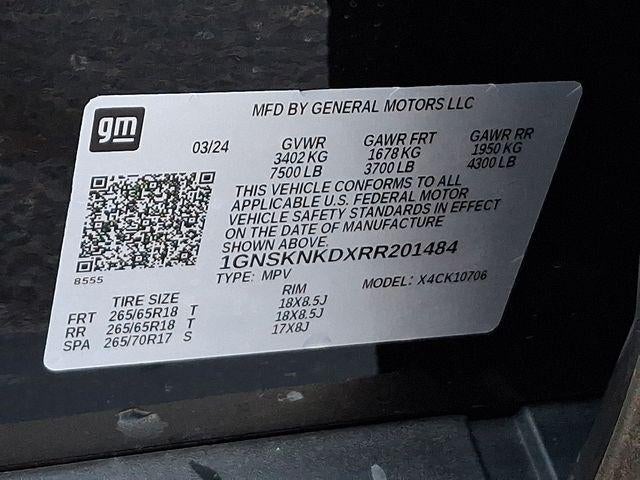 gm
MFD BY GENERAL MOTORS LLC
03/24 GVWR GAWR FRT GAWR RR
3402 KG 1678 KG 1950 KG
7500 LB 3700 LB 4300 LB
THIS VEHICLE CONFORMS TO ALL
APPLICABLE U.S. FEDERAL MOTOR
VEHICLE SAFETY STANDARDS IN EFFECT
ON THE DATE OF MANUFACTURE
SHOWN ABOVE.
1GNSKNKDXRR201484
8555
TYPE: MPV MODEL: X4CK10706
TIRE SIZE RIM
FRT 265/65R18 T 18X8.5J
RR 265/65R18 T 18X8.5J
SPA 265/70R17 S 17X8J